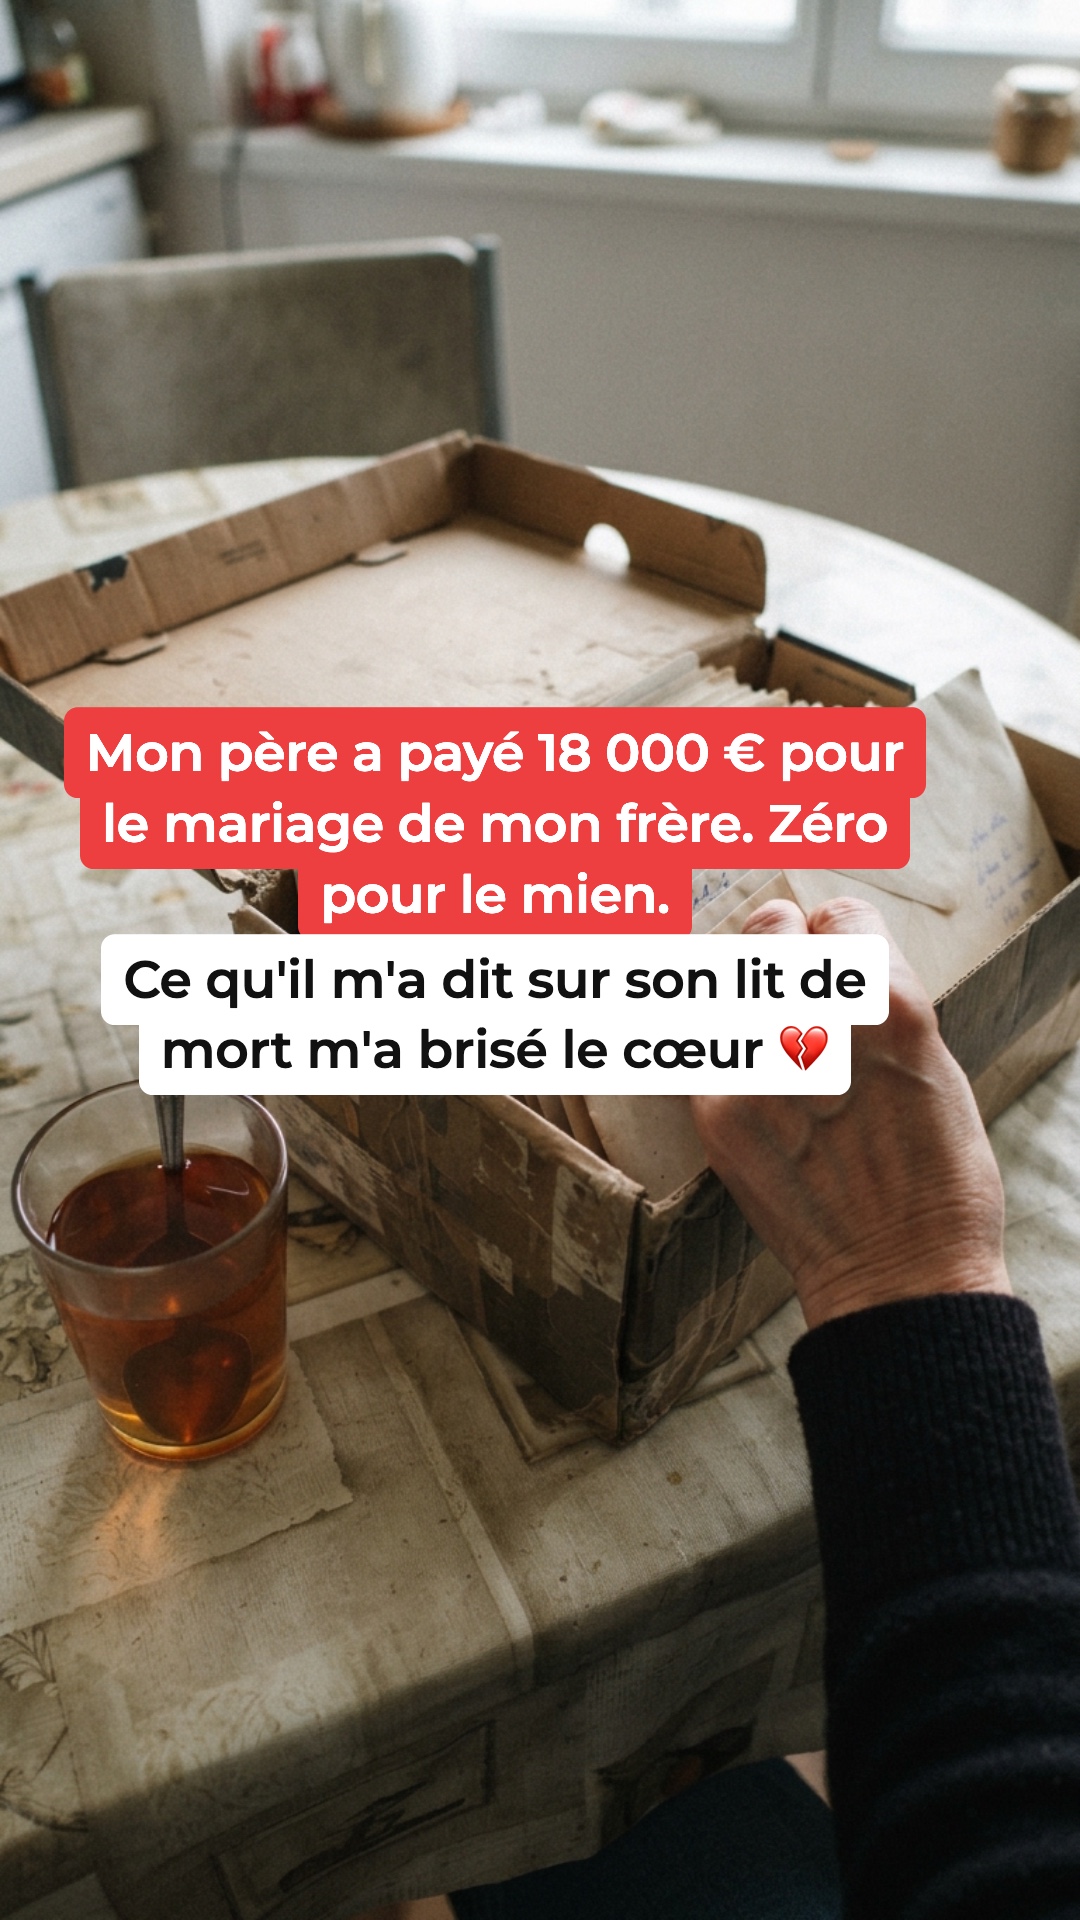 Mon père a payé 18 000 € pour
le mariage de mon frère. Zéro
pour le mien.
Ce qu'il m'a dit sur son lit de
mort m'a brisé le cœur 💔